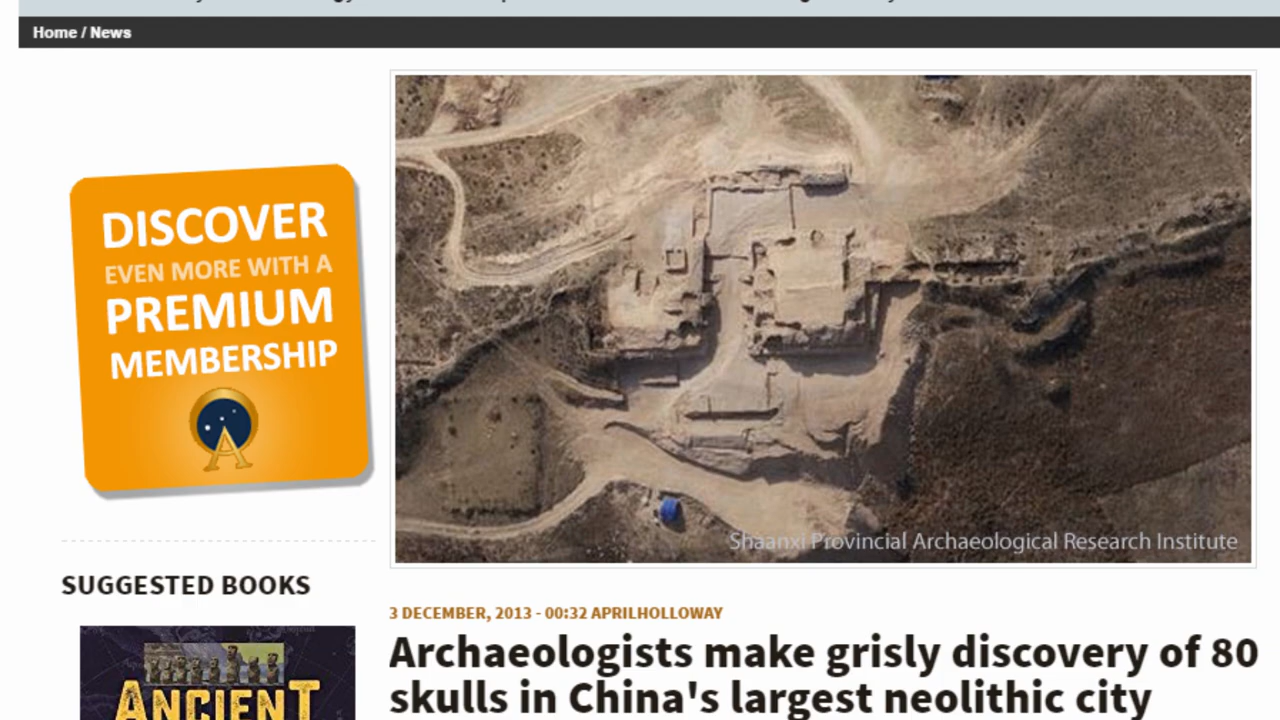 Home / News
DISCOVER
EVEN MORE WITH A
PREMIUM
MEMBERSHIP
A
SUGGESTED BOOKS
ANCIENT
Shaanxi Provincial Archaeological Research Institute
3 DECEMBER, 2013 - 00:32 APRILHOLLOWAY
Archaeologists make grisly discovery of 80
skulls in China's largest neolithic city